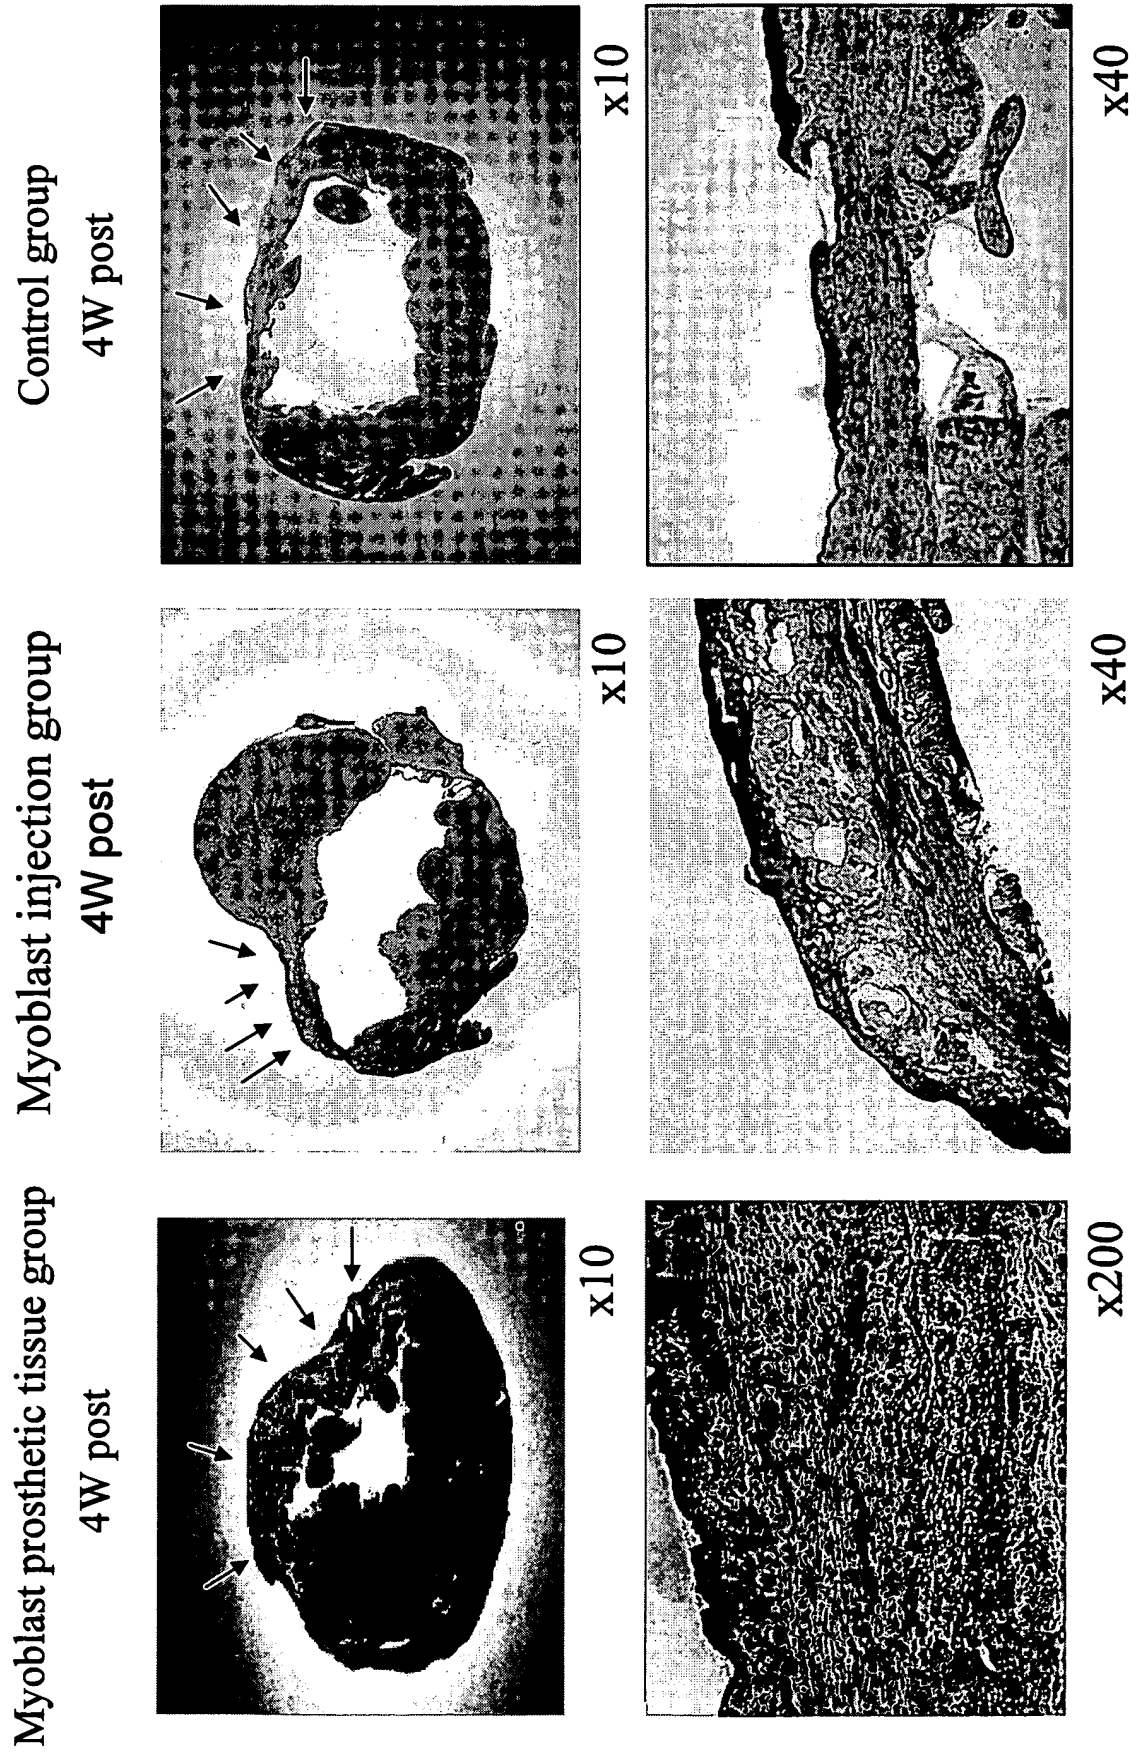 Myoblast prosthetic tissue group
4W post
x10
x200
Myoblast injection group
4W post
x10
x40
Control group
4W post
x10
x40